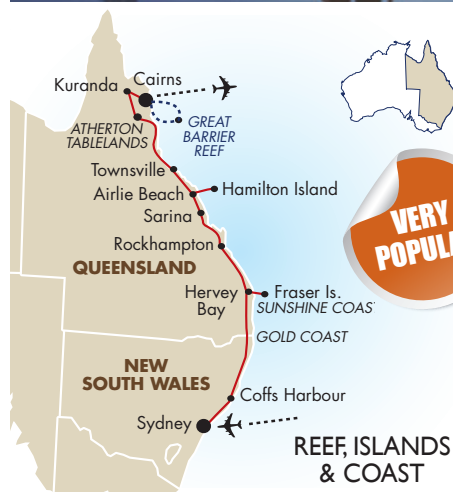 Kuranda
Cairns
ATHERTON
TABLELANDS
GREAT
BARRIER
REEF
Townsville
Airlie Beach
Hamilton Island
Sarina
Rockhampton
QUEENSLAND
Hervey
Bay
Fraser Is.
SUNSHINE COAS
GOLD COAST
NEW
SOUTH WALES
Coffs Harbour
Sydney
VERY
POPUL
REEF, ISLANDS
& COAST